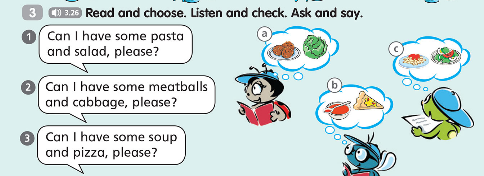 3 3.26 Read and choose. Listen and check. Ask and say.
1 Can I have some pasta
and salad, please?
2 Can I have some meatballs
and cabbage, please?
3 Can I have some soup
and pizza, please?
a
b
c